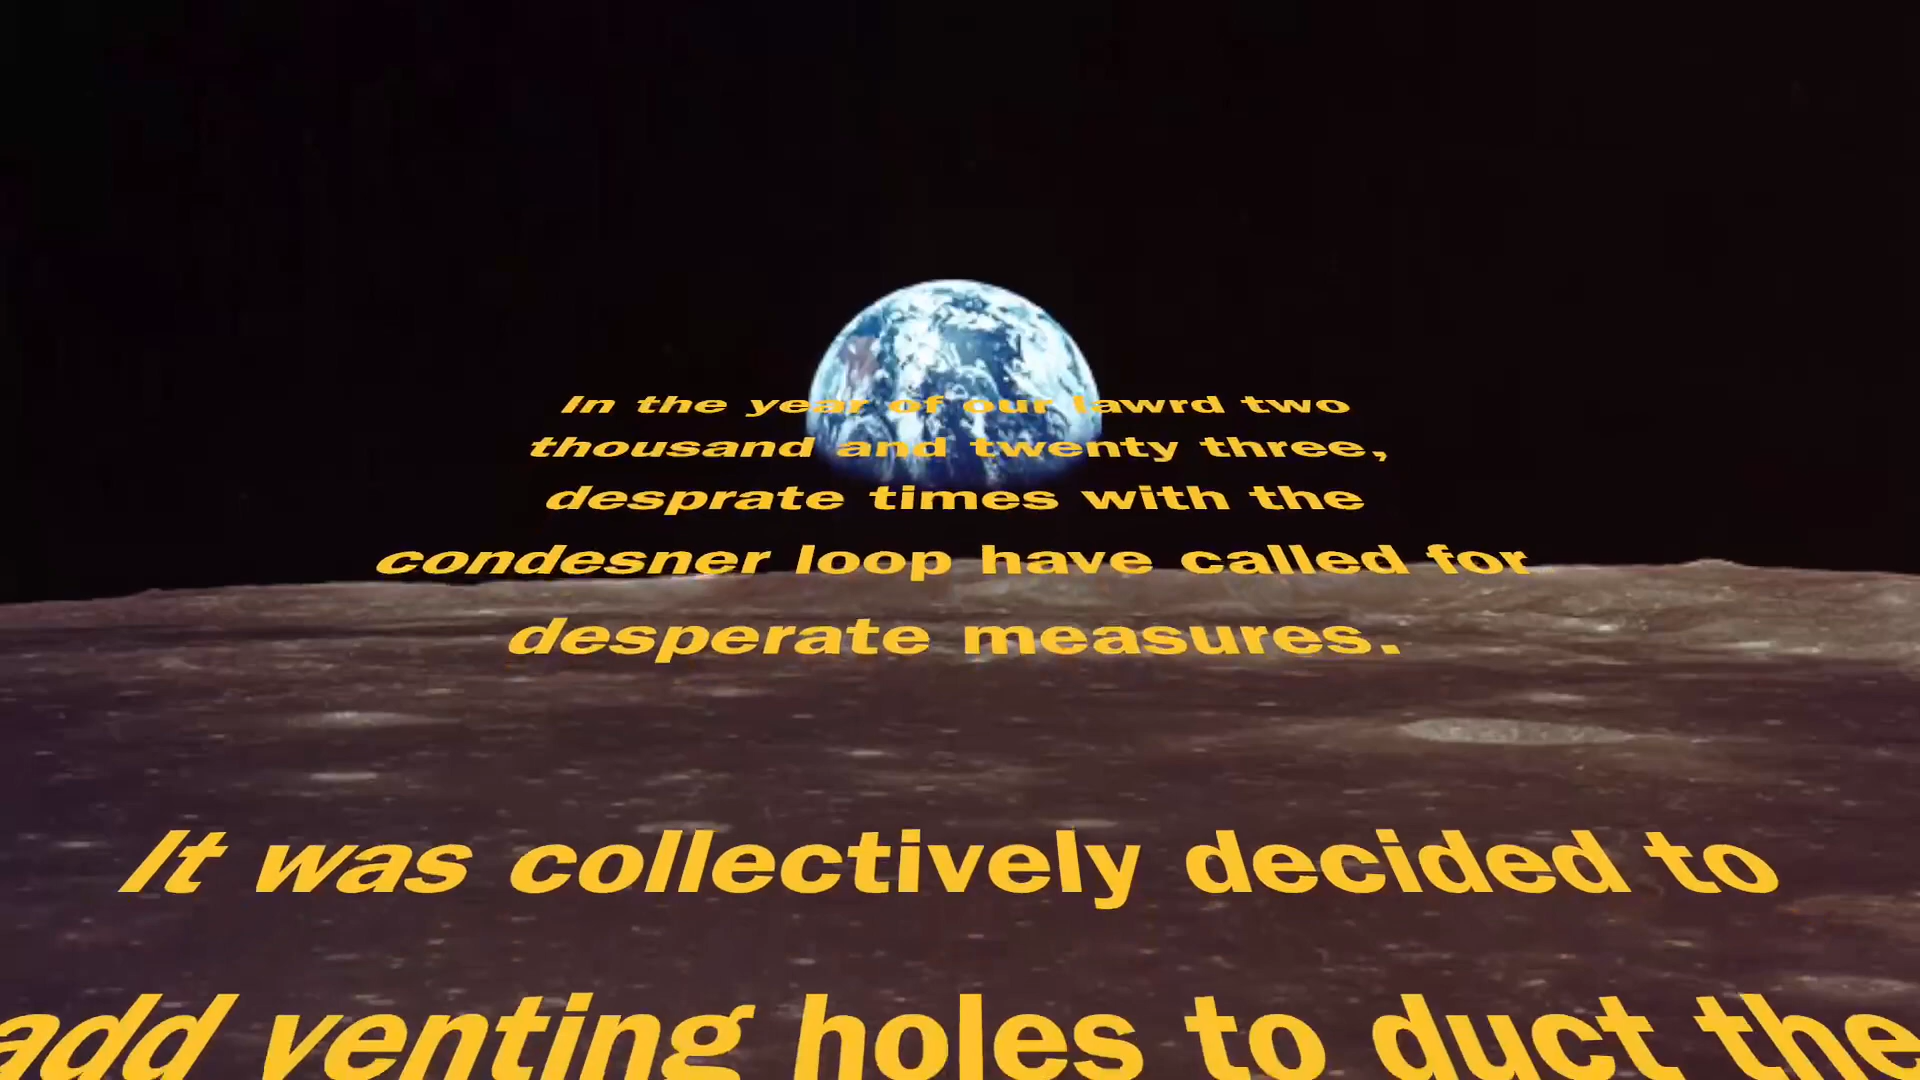 In the year of our lawrd two
thousand and twenty three,
desprate times with the
condesner loop have called for
desperate measures.
It was collectively decided to
add venting holes to duct the